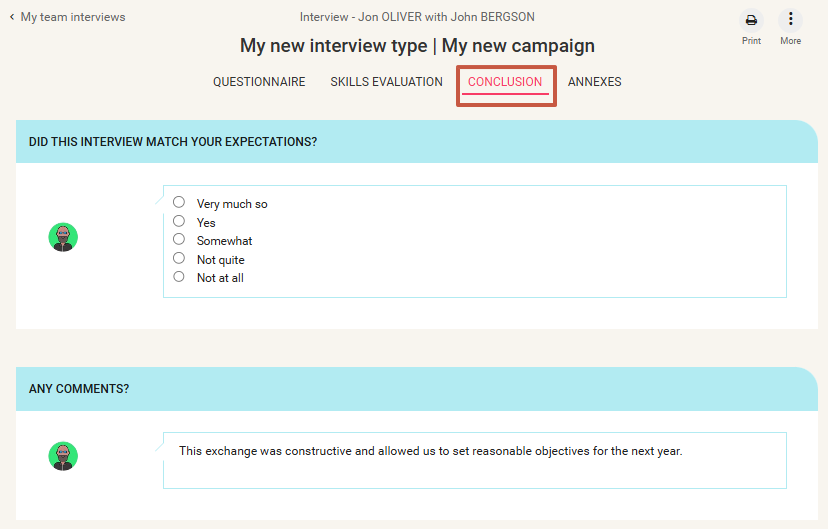 < My team interviews
Interview - Jon OLIVER with John BERGSON
Print
More
My new interview type | My new campaign
QUESTIONNAIRE SKILLS EVALUATION CONCLUSION ANNEXES
DID THIS INTERVIEW MATCH YOUR EXPECTATIONS?
Very much so
Yes
Somewhat
Not quite
Not at all
ANY COMMENTS?
This exchange was constructive and allowed us to set reasonable objectives for the next year.